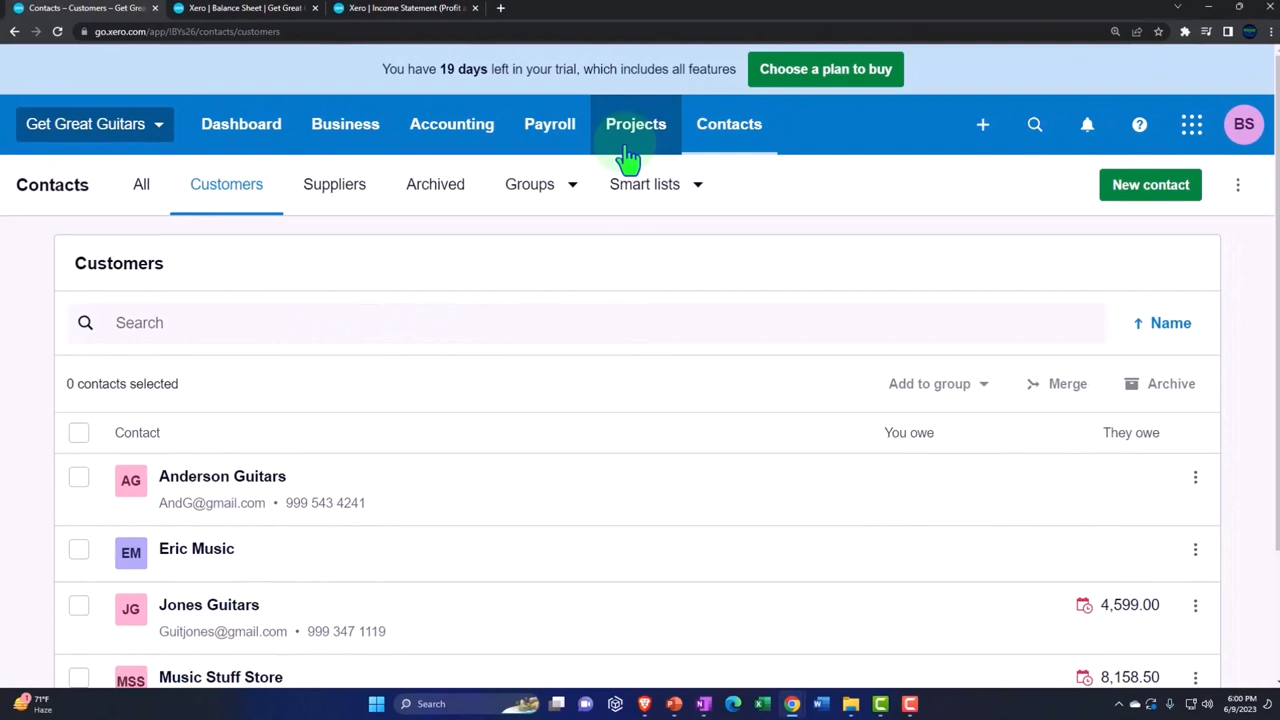 Contacts – Customers – Get Grea
Xero | Balance Sheet | Get Great
Xero | Income Statement (Profit a
go.xero.com/app/!BYs26/contacts/customers
You have 19 days left in your trial, which includes all features
Choose a plan to buy
Get Great Guitars
Dashboard
Business
Accounting
Payroll
Projects
Contacts
BS
Contacts
All
Customers
Suppliers
Archived
Groups
Smart lists
New contact
Customers
Search
Name
0 contacts selected
Add to group
Merge
Archive
Contact
You owe
They owe
AG
Anderson Guitars
AndG@gmail.com • 999 543 4241
EM
Eric Music
JG
Jones Guitars
4,599.00
Guitjones@gmail.com • 999 347 1119
MSS
Music Stuff Store
8,158.50
71°F
Haze
Search
6:00 PM
6/9/2023